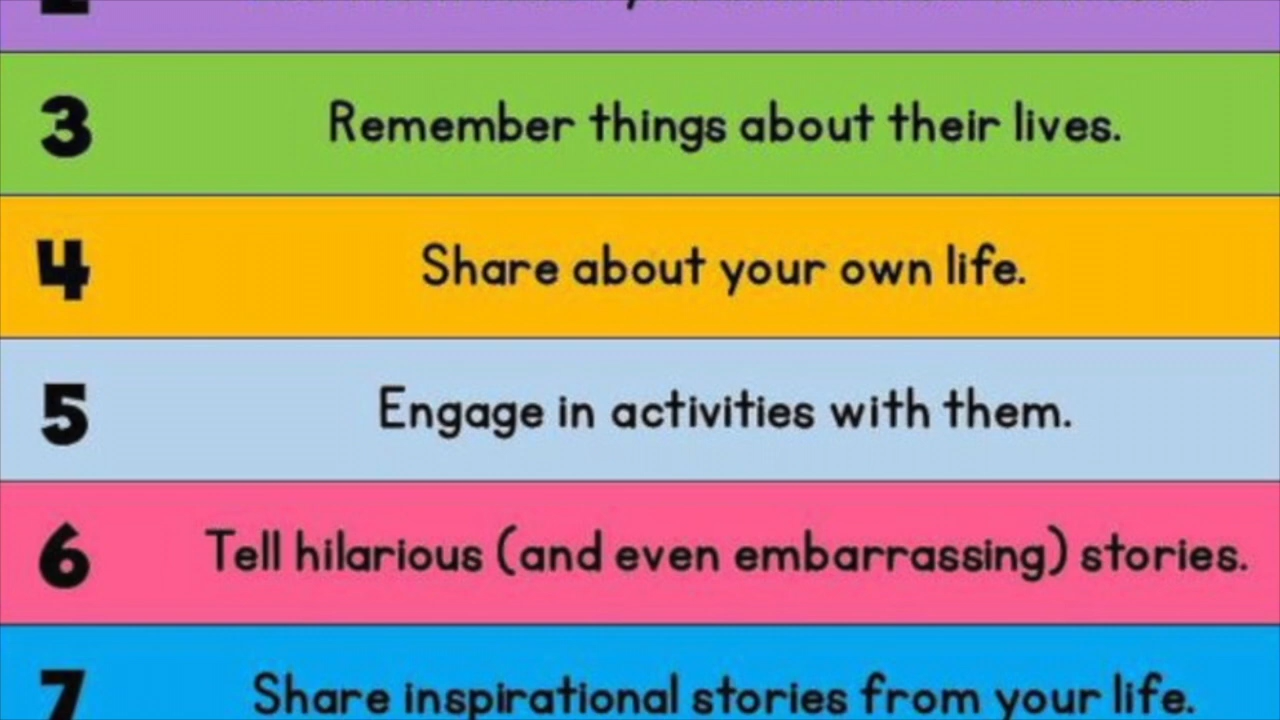 3 Remember things about their lives.
4 Share about your own life.
5 Engage in activities with them.
6 Tell hilarious (and even embarrassing) stories.
7 Share inspirational stories from your life.